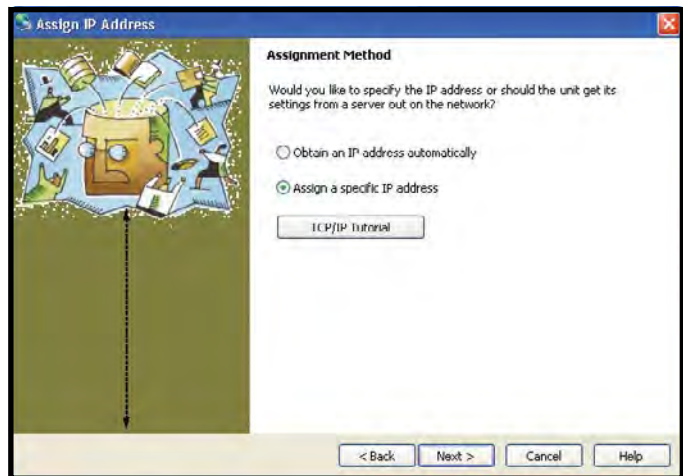 Assign IP Address
Assignment Method
Would you like to specify the IP address or should the unit get its
settings from a server out on the network?
Obtain an IP address automatically
Assign a specific IP address
TCP/IP Tutorial
< Back
Next >
Cancel
Help